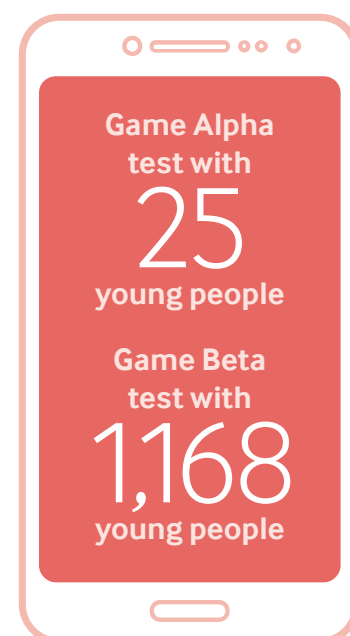 Game Alpha
test with
25
young people
Game Beta
test with
1,168
young people